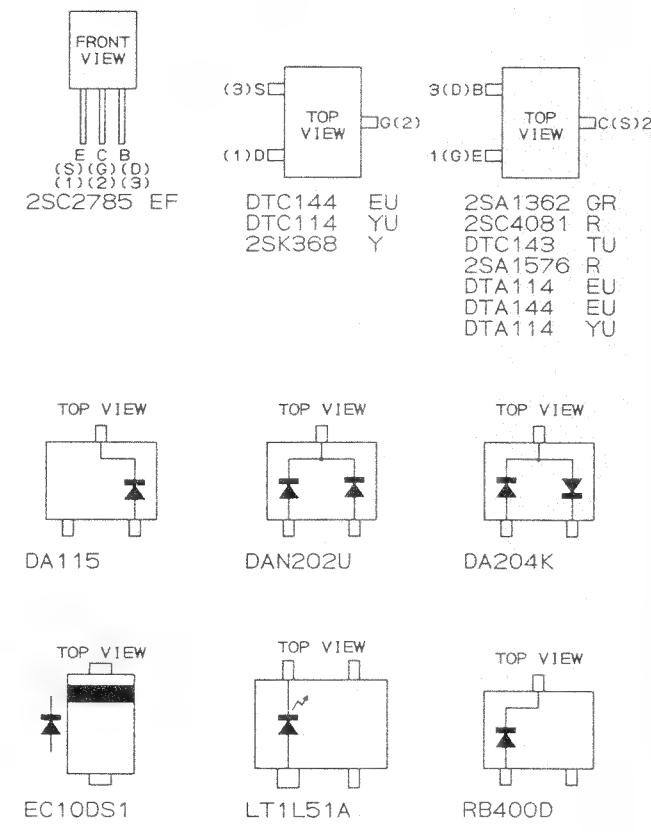 FRONT
VIEW
E C B
(S)(G)(D)
(1)(2)(3)
2SC2785 EF
(3)S
TOP
VIEW
G(2)
(1)D
DTC144 EU
DTC114 YU
2SK368 Y
3(D)B
TOP
VIEW
C(S)2
1(G)E
2SA1362 GR
2SC4081 R
DTC143 TU
2SA1576 R
DTA114 EU
DTA144 EU
DTA114 YU
TOP VIEW
DA115
TOP VIEW
DAN202U
TOP VIEW
DA204K
TOP VIEW
EC10DS1
TOP VIEW
LT1L51A
TOP VIEW
RB400D